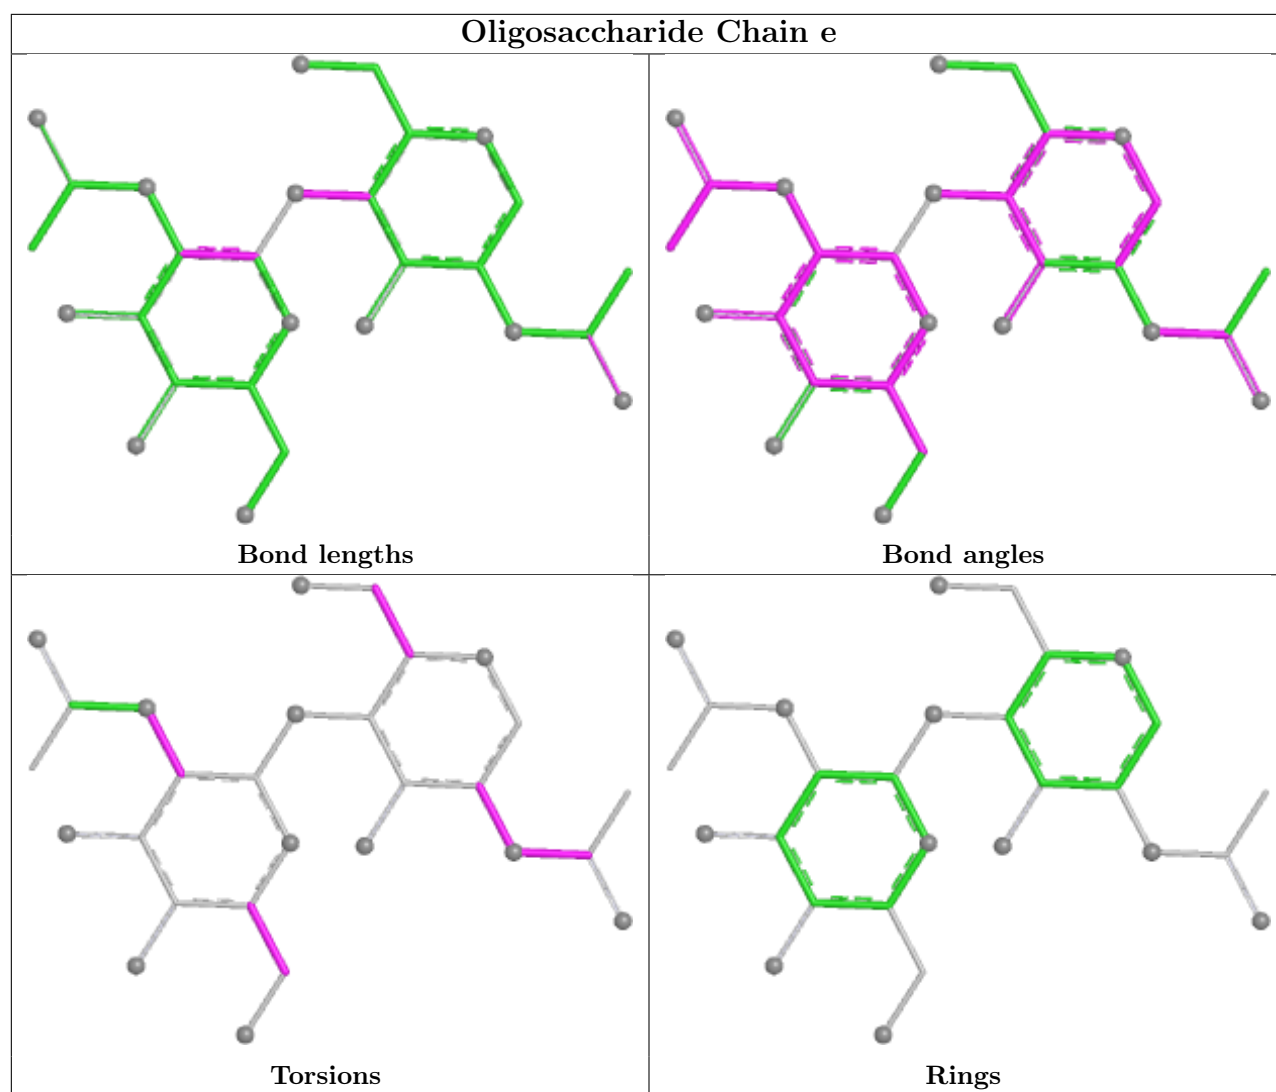 Oligosaccharide Chain e
Bond lengths
Bond angles
Torsions
Rings